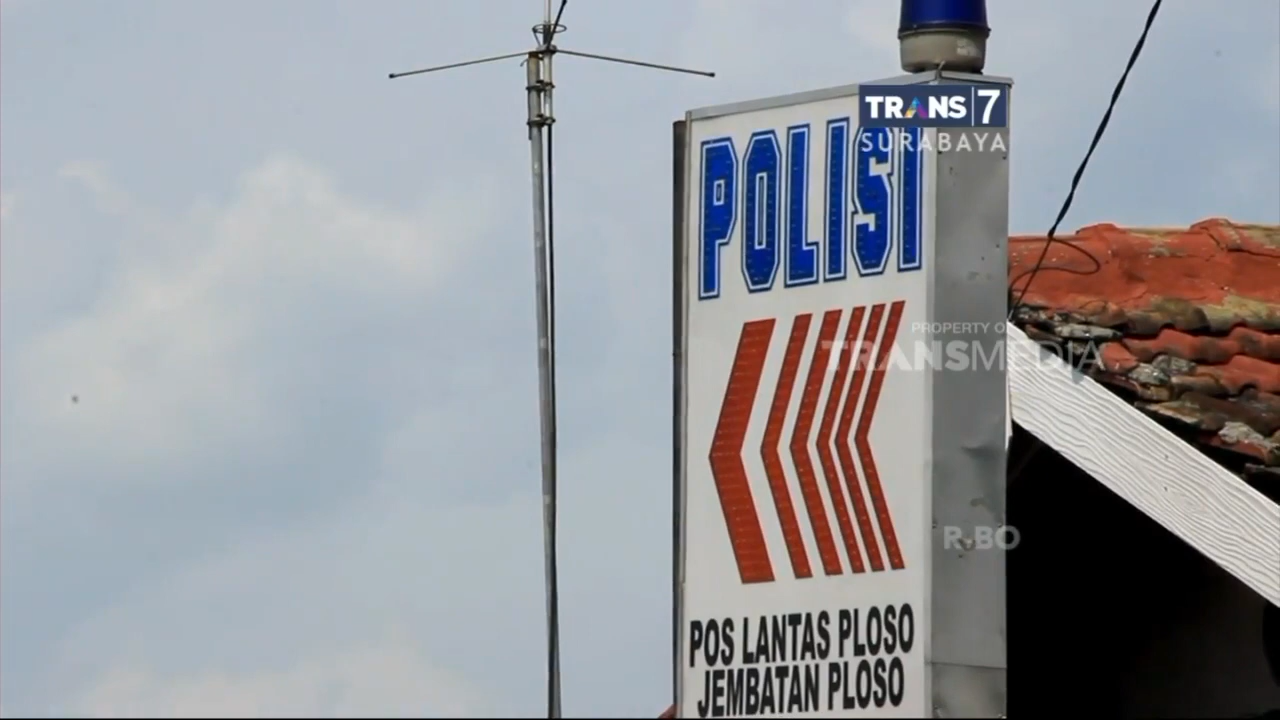 TRANS 7
SURABAYA
POLISI
PROPERTY OF
TRANSMEDIA
R.BO
POS LANTAS PLOSO
JEMBATAN PLOSO